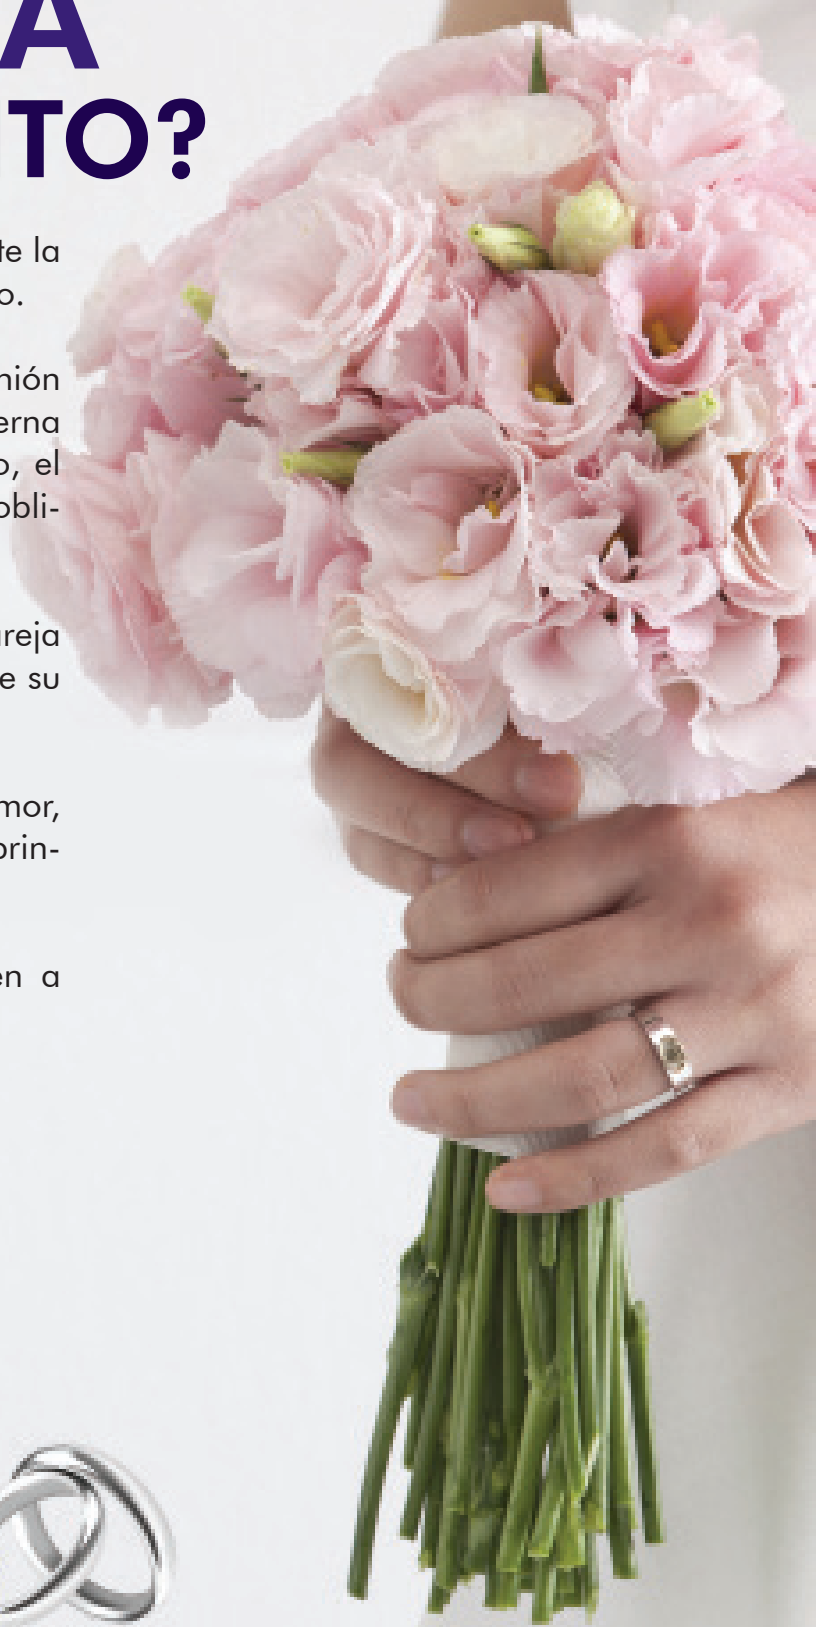 A
TO?
te la
o.
nión
erna
o, el
obli-
reja
e su
mor,
prin-
en a